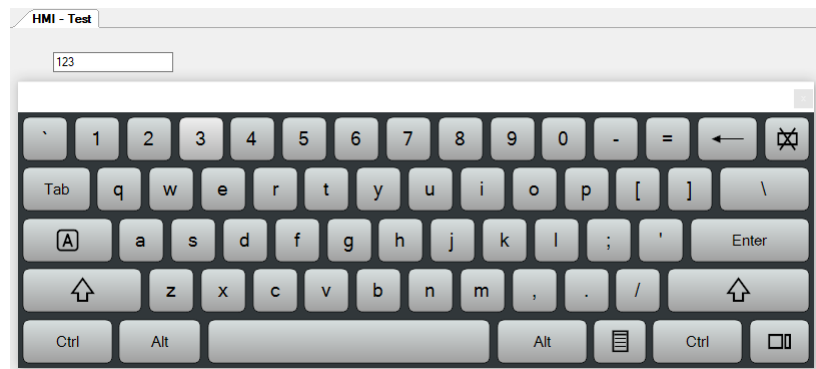 HMI - Test
123
` 1 2 3 4 5 6 7 8 9 0 - = ←
Tab q w e r t y u i o p [ ] \
A a s d f g h j k l ; ' Enter
z x c v b n m , . /
Ctrl Alt Alt Ctrl